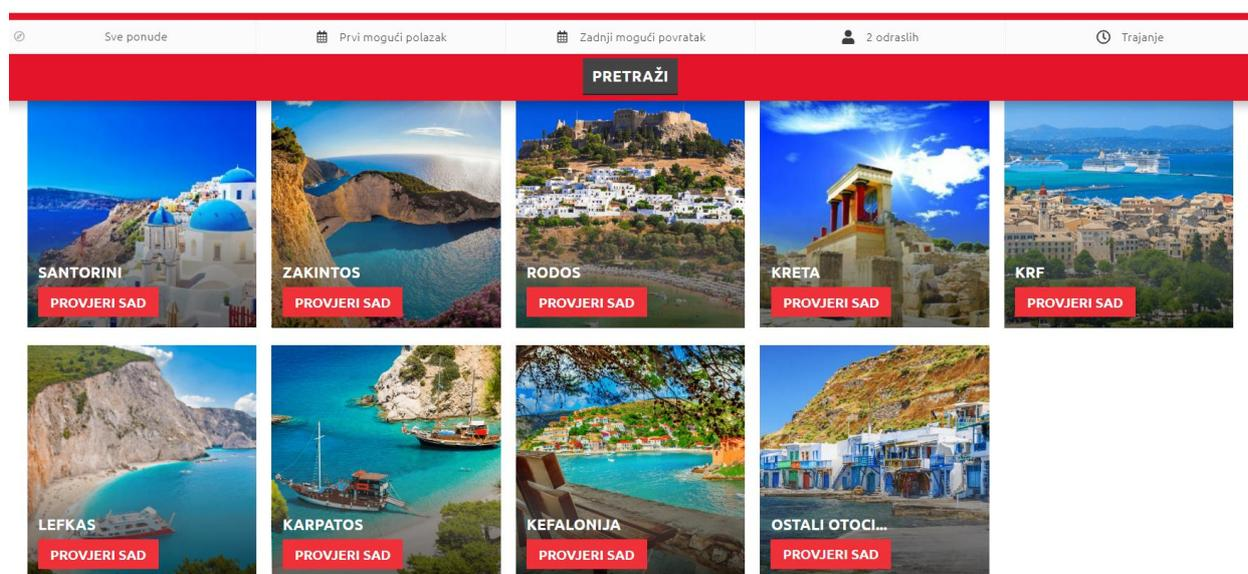 Sve ponude
Prvi mogući polazak
Zadnji mogući povratak
2 odraslih
Trajanje
PRETRAŽI
SANTORINI
PROVJERI SAD
ZAKINTOS
PROVJERI SAD
RODOS
PROVJERI SAD
KRETA
PROVJERI SAD
KRF
PROVJERI SAD
LEFKAS
PROVJERI SAD
KARPATOS
PROVJERI SAD
KEFALONIJA
PROVJERI SAD
OSTALI OTOCI...
PROVJERI SAD